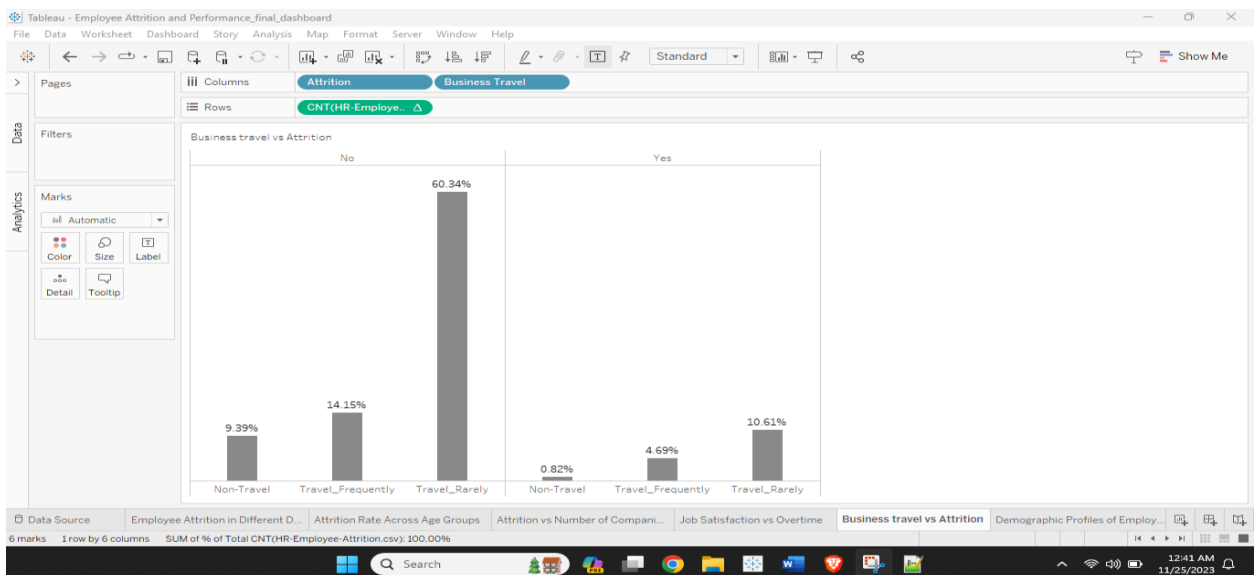 Tableau - Employee Attrition and Performance_final_dashboard
File Data Worksheet Dashboard Story Analysis Map Format Server Window Help
Standard
Show Me
Pages
iii Columns
Attrition
Business Travel
Rows
CNT(HR-Employe.. Δ
Data
Filters
Business travel vs Attrition
No
Yes
60.34%
Analytics
Marks
Automatic
Color Size Label
Detail Tooltip
14.15%
9.39%
10.61%
4.69%
0.82%
Non-Travel Travel_Frequently Travel_Rarely Non-Travel Travel_Frequently Travel_Rarely
Data Source Employee Attrition in Different D... Attrition Rate Across Age Groups Attrition vs Number of Compani... Job Satisfaction vs Overtime Business travel vs Attrition Demographic Profiles of Employ...
6 marks 1 row by 6 columns SUM of % of Total CNT(HR-Employee-Attrition.csv): 100.00%
Search
PRE
12:41 AM
11/25/2023